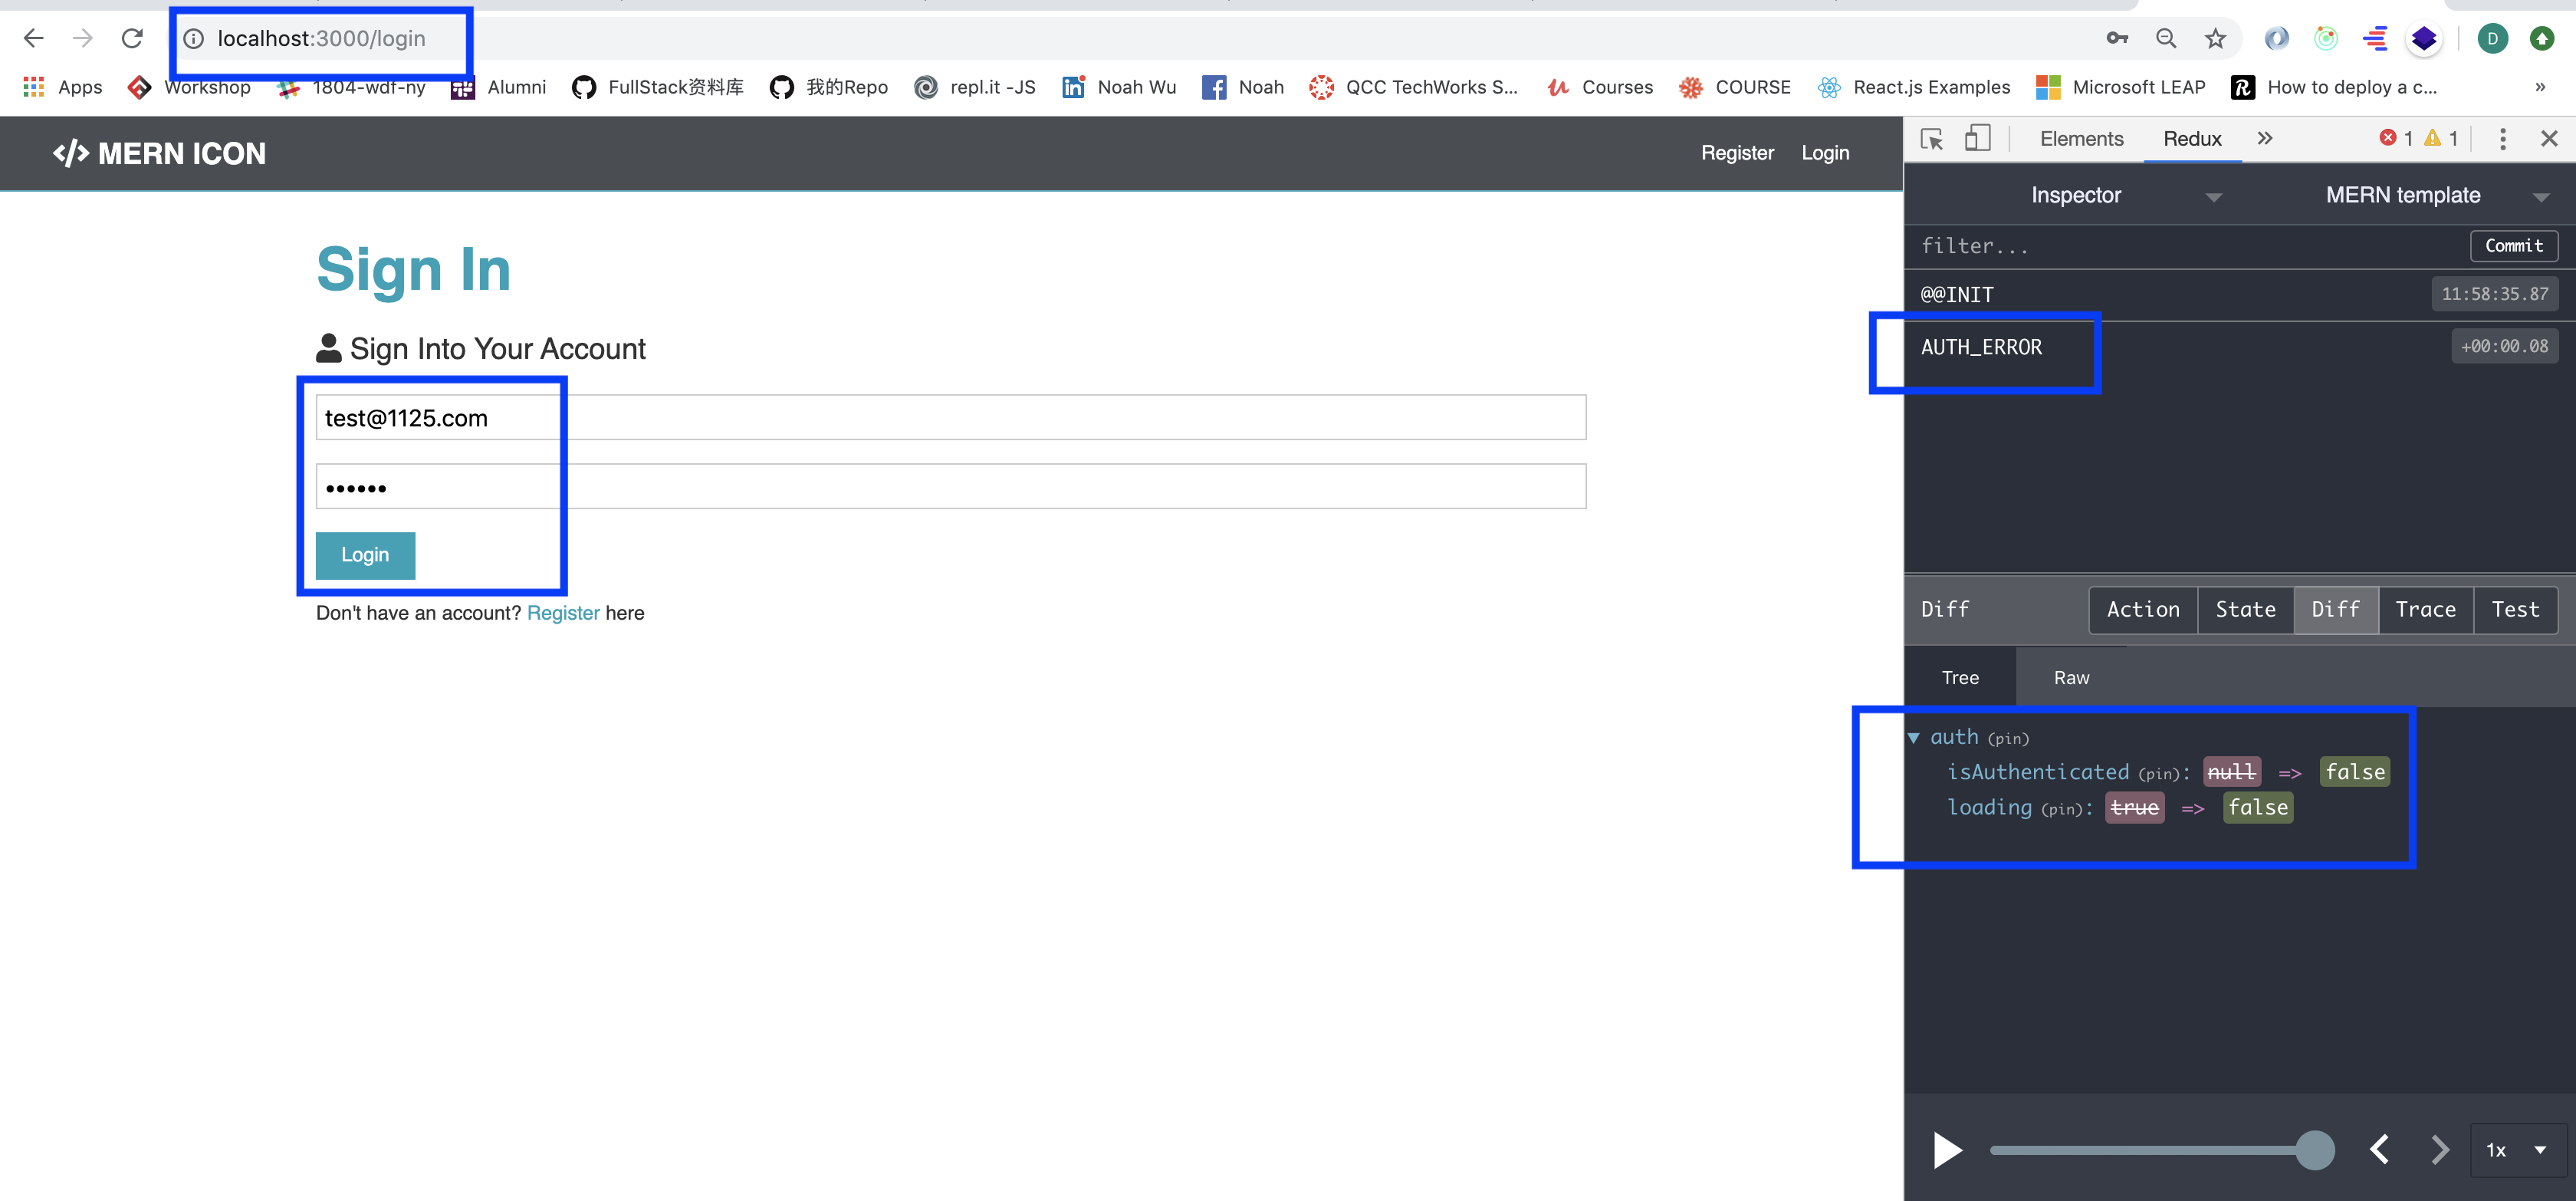 localhost:3000/login
D
Apps Workshop 1804-wdf-ny Alumni FullStack资料库 我的Repo repl.it -JS Noah Wu Noah QCC TechWorks S... Courses COURSE React.js Examples Microsoft LEAP How to deploy a c... »
</> MERN ICON
Register Login
Sign In
Sign Into Your Account
test@1125.com
••••••
Login
Don't have an account? Register here
Elements Redux » 1 1
Inspector MERN template
filter... Commit
@@INIT 11:58:35.87
AUTH_ERROR +00:00.08
Diff Action State Diff Trace Test
Tree Raw
auth (pin)
isAuthenticated (pin): null => false
loading (pin): true => false
1x